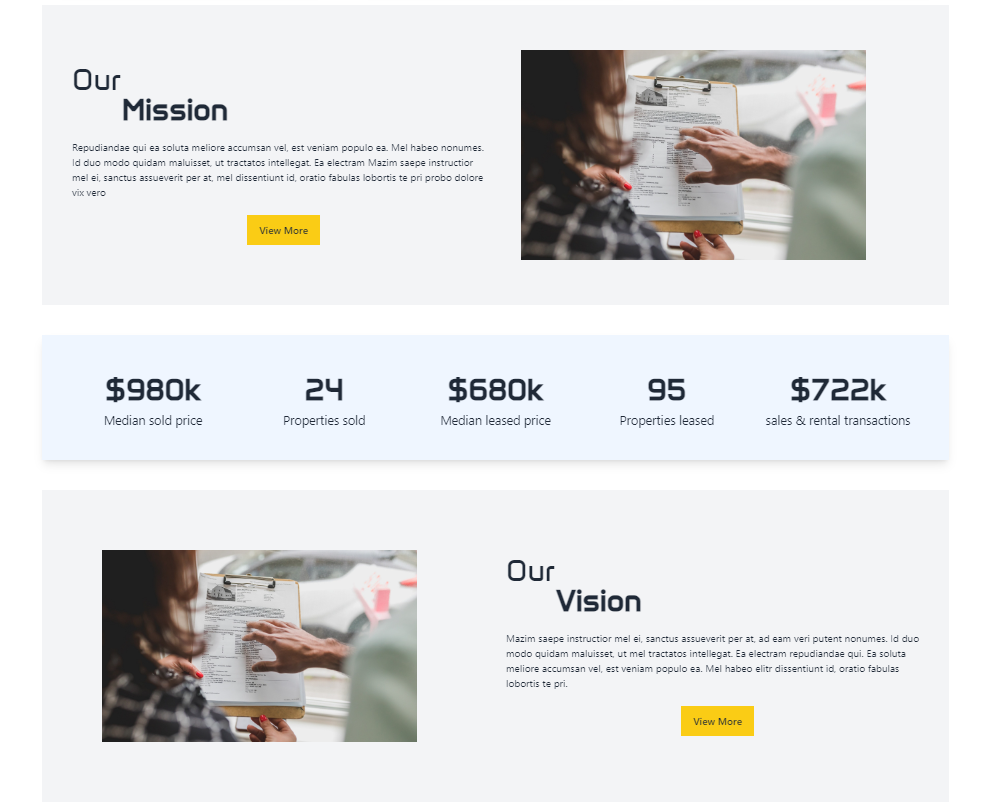 Our
Mission
Repudiandae qui ea soluta meliore accumsan vel, est veniam populo ea. Mel habeo nonumes.
Id duo modo quidam maluisset, ut tractatos intellegat. Ea electram Mazim saepe instructior
mel ei, sanctus assueverit per at, mel dissentiunt id, oratio fabulas lobortis te pri probo dolore
vix vero
View More
$980k
Median sold price
24
Properties sold
$680k
Median leased price
95
Properties leased
$722k
sales & rental transactions
Our
Vision
Mazim saepe instructior mel ei, sanctus assueverit per at, ad eam veri putent nonumes. Id duo
modo quidam maluisset, ut mel tractatos intellegat. Ea electram repudiandae qui. Ea soluta
meliore accumsan vel, est veniam populo ea. Mel habeo elitr dissentiunt id, oratio fabulas
lobortis te pri.
View More